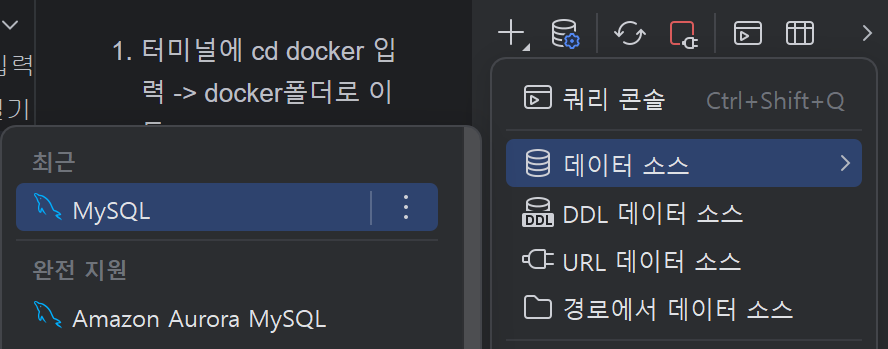 1. 터미널에 cd docker 입
력 -> docker폴더로 이
입력
기
최근
MySQL
완전 지원
Amazon Aurora MySQL
쿼리 콘솔 Ctrl+Shift+Q
데이터 소스
DDL 데이터 소스
URL 데이터 소스
경로에서 데이터 소스